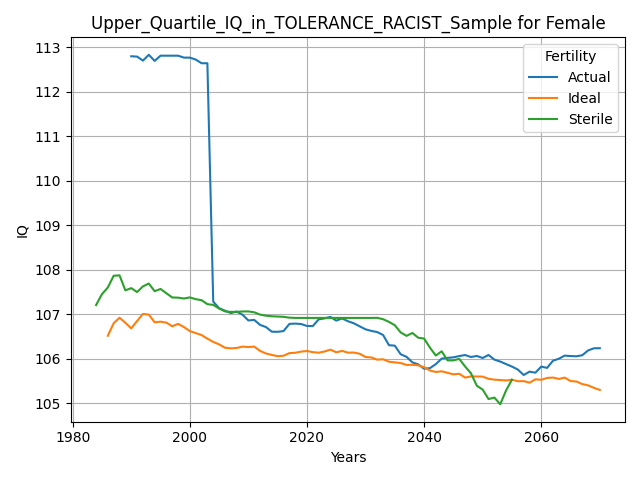 Upper_Quartile_IQ_in_TOLERANCE_RACIST_Sample for Female
113
112
111
110
109
108
107
106
105
IQ
Fertility
Actual
Ideal
Sterile
1980
2000
2020
2040
2060
Years